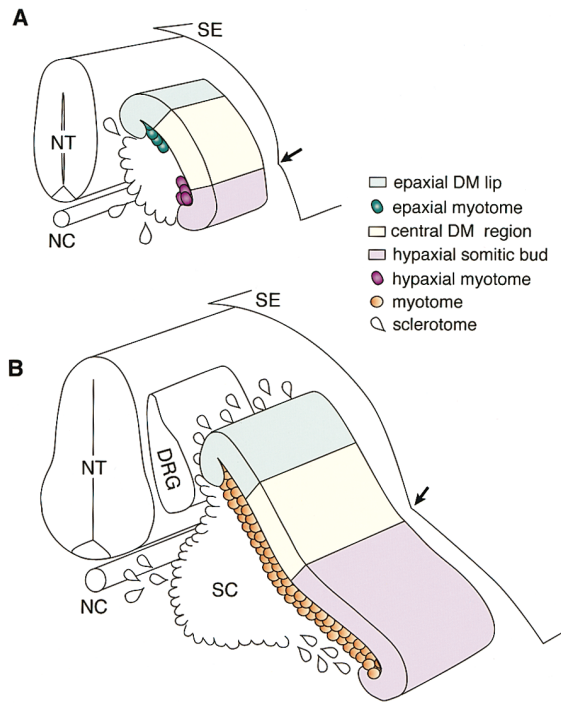 A
SE
NT
NC
epaxial DM lip
epaxial myotome
central DM region
hypaxial somitic bud
hypaxial myotome
myotome
sclerotome
SE
B
NT
DRG
SC
NC